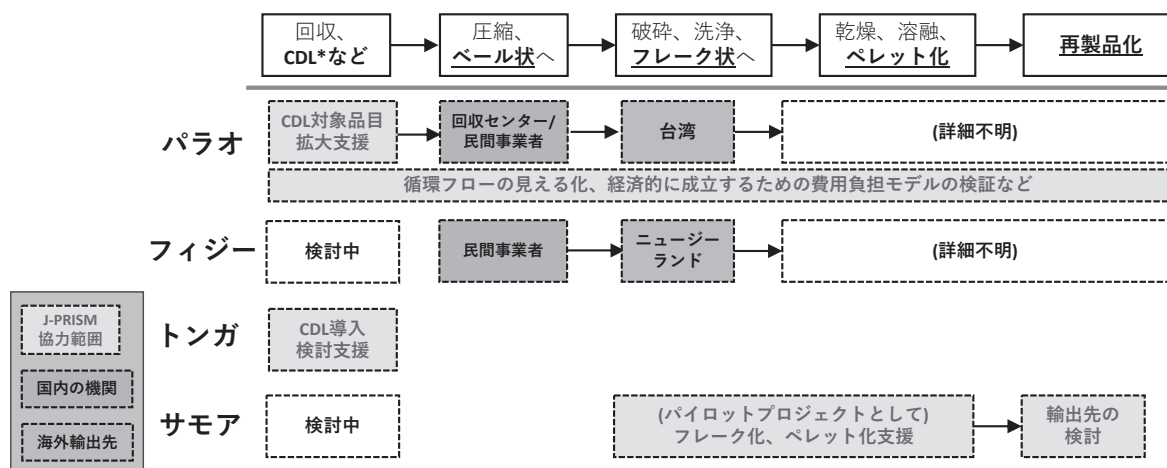 回収、
CDL*など
圧縮、
ベール状へ
破砕、洗浄、
フレーク状へ
乾燥、溶融、
ペレット化
再製品化
パラオ
CDL対象品目
拡大支援
回収センター/
民間事業者
台湾
(詳細不明)
循環フローの見える化、経済的に成立するための費用負担モデルの検証など
フィジー
検討中
民間事業者
ニュージー
ランド
(詳細不明)
J-PRISM
協力範囲
国内の機関
海外輸出先
トンガ
CDL導入
検討支援
サモア
検討中
(パイロットプロジェクトとして)
フレーク化、ペレット化支援
輸出先の
検討